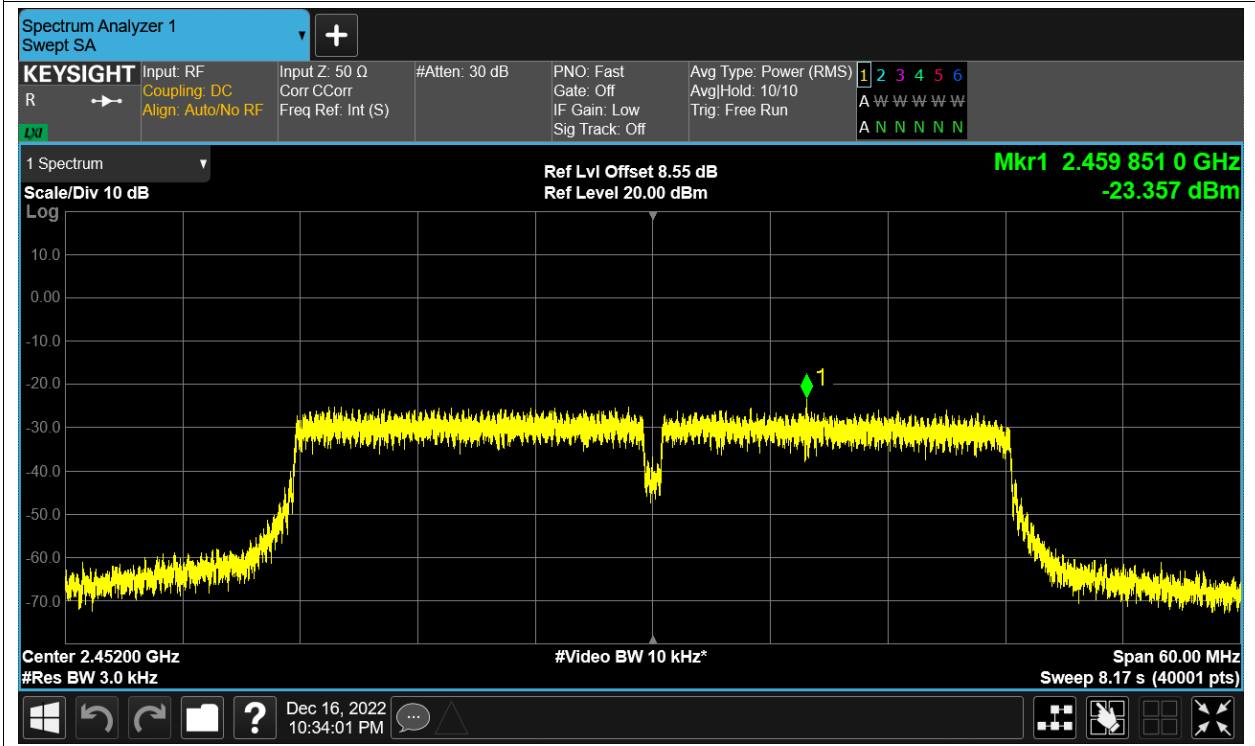 Spectrum Analyzer 1
Swept SA
+
KEYSIGHT
R
LXI
Input: RF
Coupling: DC
Align: Auto/No RF
Input Z: 50 Ω
Corr CCorr
Freq Ref: Int (S)
#Atten: 30 dB
PNO: Fast
Gate: Off
IF Gain: Low
Sig Track: Off
Avg Type: Power (RMS)
Avg|Hold: 10/10
Trig: Free Run
1 2 3 4 5 6
A W W W W W
A N N N N N
1 Spectrum
Scale/Div 10 dB
Ref Lvl Offset 8.55 dB
Ref Level 20.00 dBm
Mkr1 2.459 851 0 GHz
-23.357 dBm
Log
10.0
0.00
-10.0
-20.0
-30.0
-40.0
-50.0
-60.0
-70.0
1
Center 2.45200 GHz
#Res BW 3.0 kHz
#Video BW 10 kHz*
Span 60.00 MHz
Sweep 8.17 s (40001 pts)
?
Dec 16, 2022
10:34:01 PM